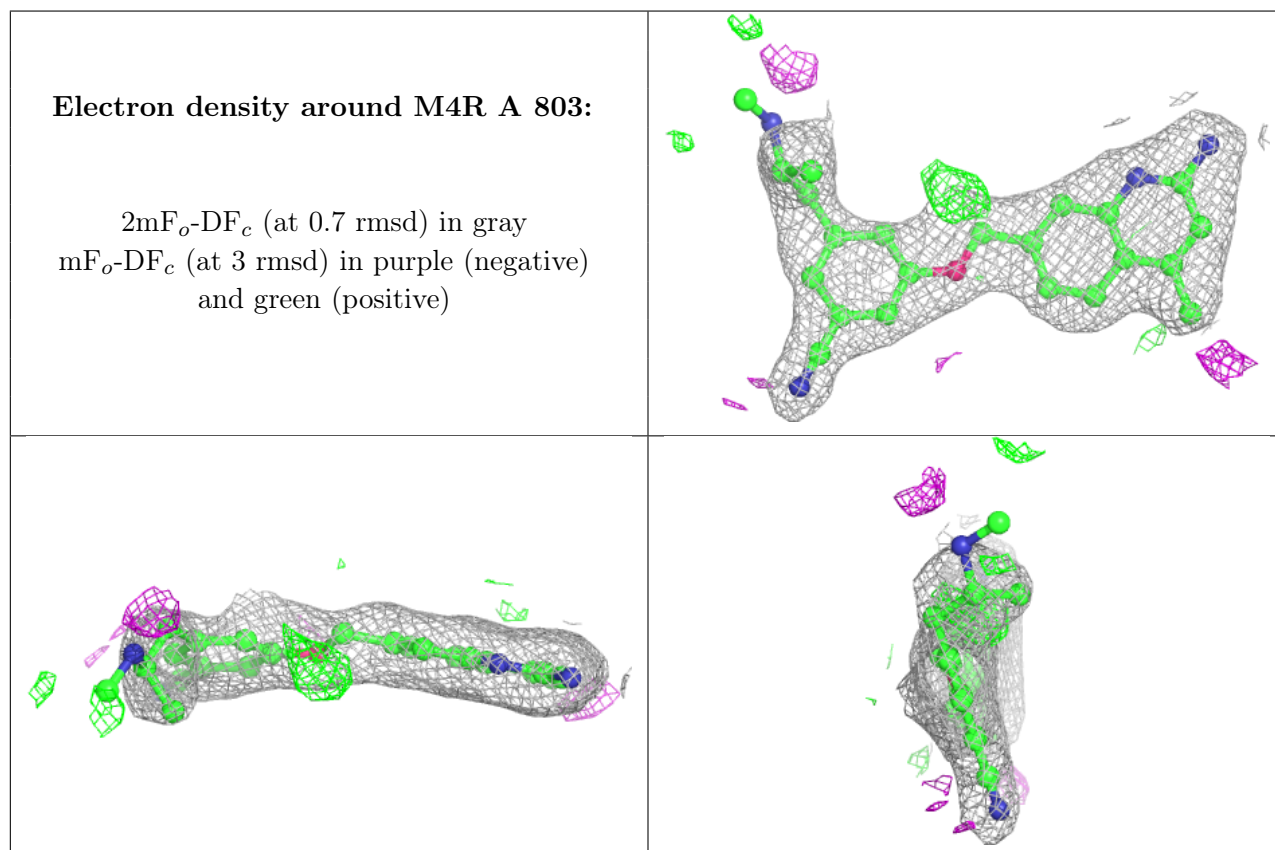 Electron density around M4R A 803:
2mFo-DFc (at 0.7 rmsd) in gray
mFo-DFc (at 3 rmsd) in purple (negative)
and green (positive)